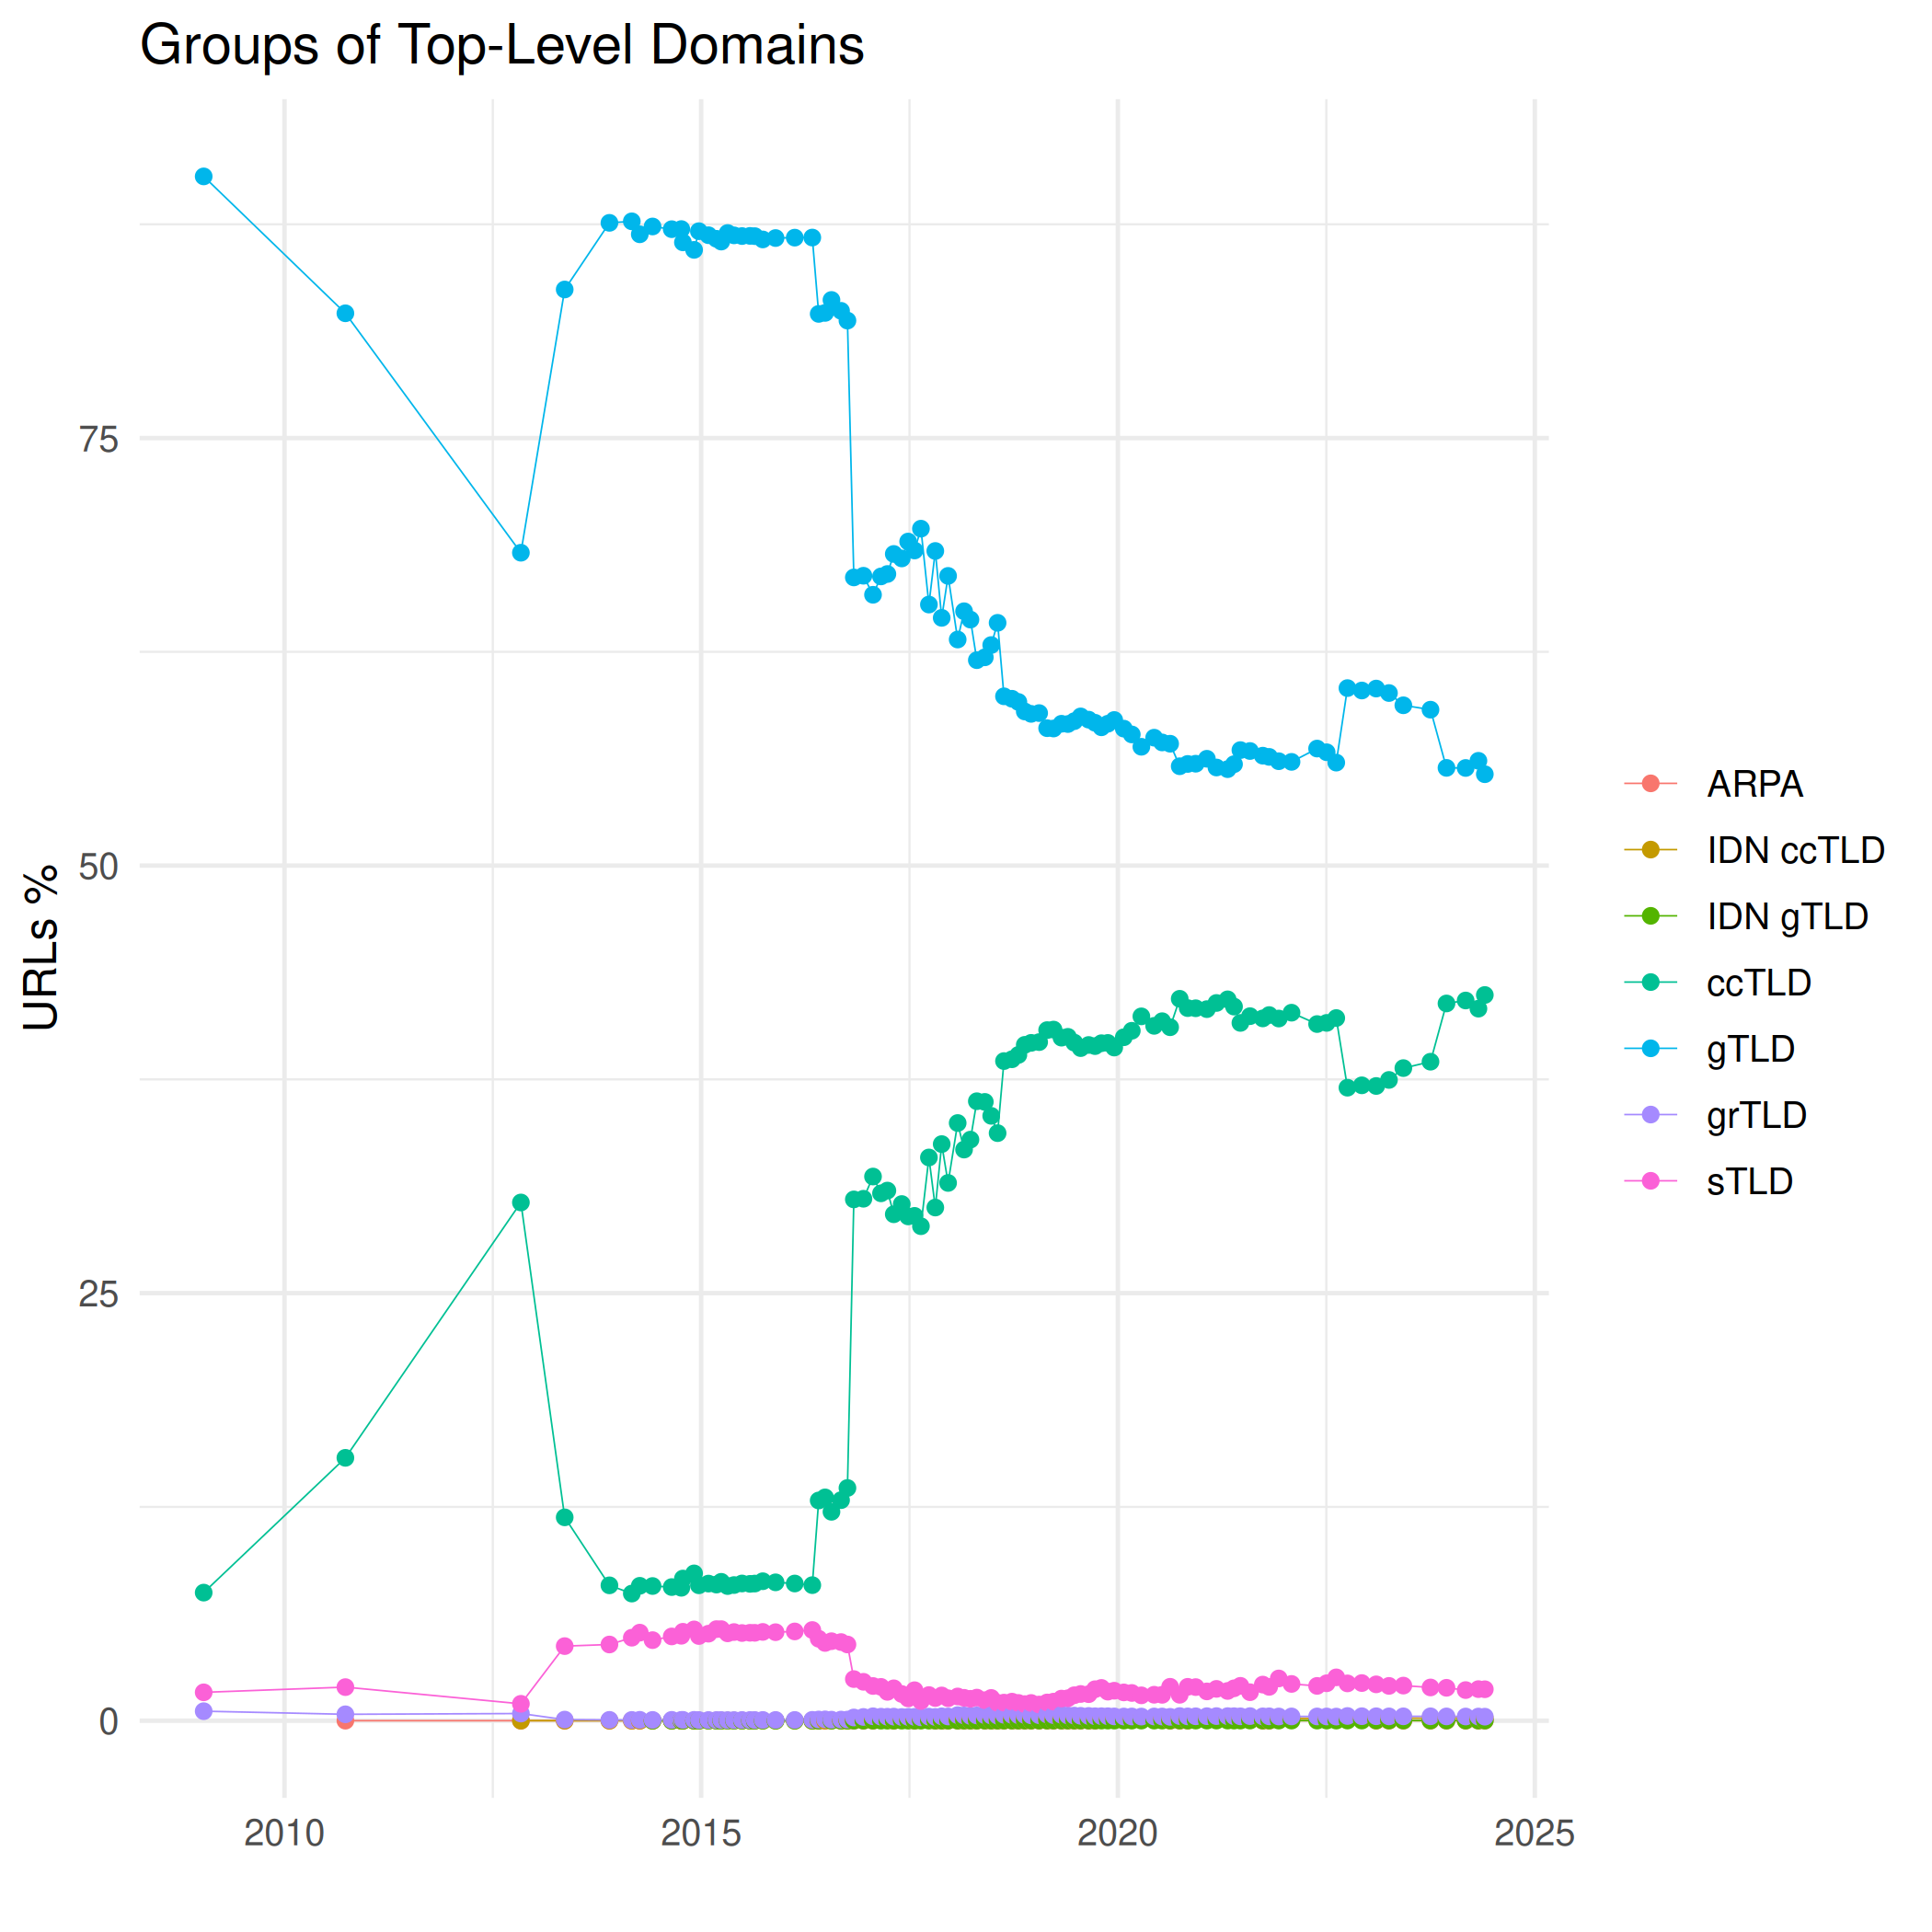 Groups of Top-Level Domains
URLs %
75
50
25
0
2010
2015
2020
2025
ARPA
IDN ccTLD
IDN gTLD
ccTLD
gTLD
grTLD
sTLD